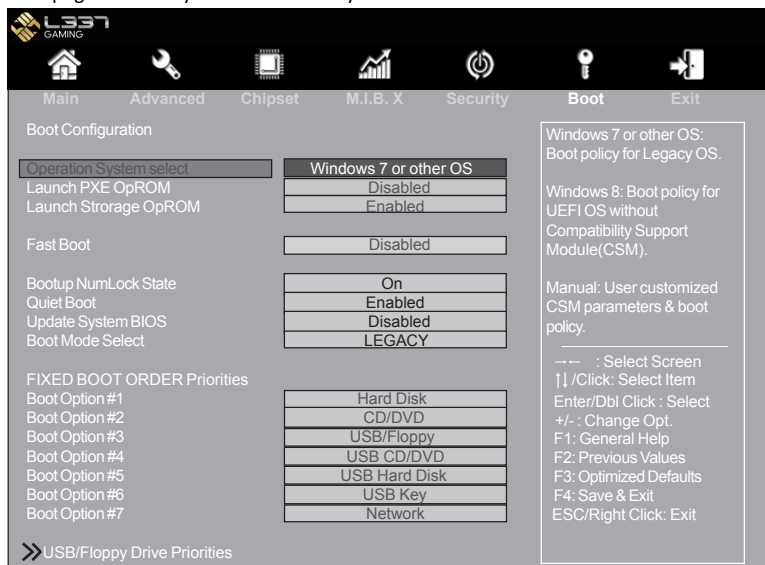 L337
GAMING
Main Advanced Chipset M.I.B. X Security Boot Exit
Boot Configuration
Operation System select Windows 7 or other OS
Launch PXE OpROM Disabled
Launch Strorage OpROM Enabled
Fast Boot Disabled
Bootup NumLock State On
Quiet Boot Enabled
Update System BIOS Disabled
Boot Mode Select LEGACY
FIXED BOOT ORDER Priorities
Boot Option #1 Hard Disk
Boot Option #2 CD/DVD
Boot Option #3 USB/Floppy
Boot Option #4 USB CD/DVD
Boot Option #5 USB Hard Disk
Boot Option #6 USB Key
Boot Option #7 Network
USB/Floppy Drive Priorities
Windows 7 or other OS:
Boot policy for Legacy OS.
Windows 8: Boot policy for
UEFI OS without
Compatibility Support
Module(CSM).
Manual: User customized
CSM parameters & boot
policy.
→← : Select Screen
↑↓/Click: Select Item
Enter/Dbl Click : Select
+/- : Change Opt.
F1: General Help
F2: Previous Values
F3: Optimized Defaults
F4: Save & Exit
ESC/Right Click: Exit